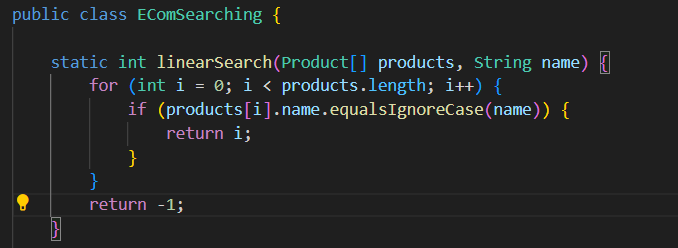 public class EComSearching {
static int linearSearch(Product[] products, String name) {
for (int i = 0; i < products.length; i++) {
if (products[i].name.equalsIgnoreCase(name)) {
return i;
}
}
return -1;
}